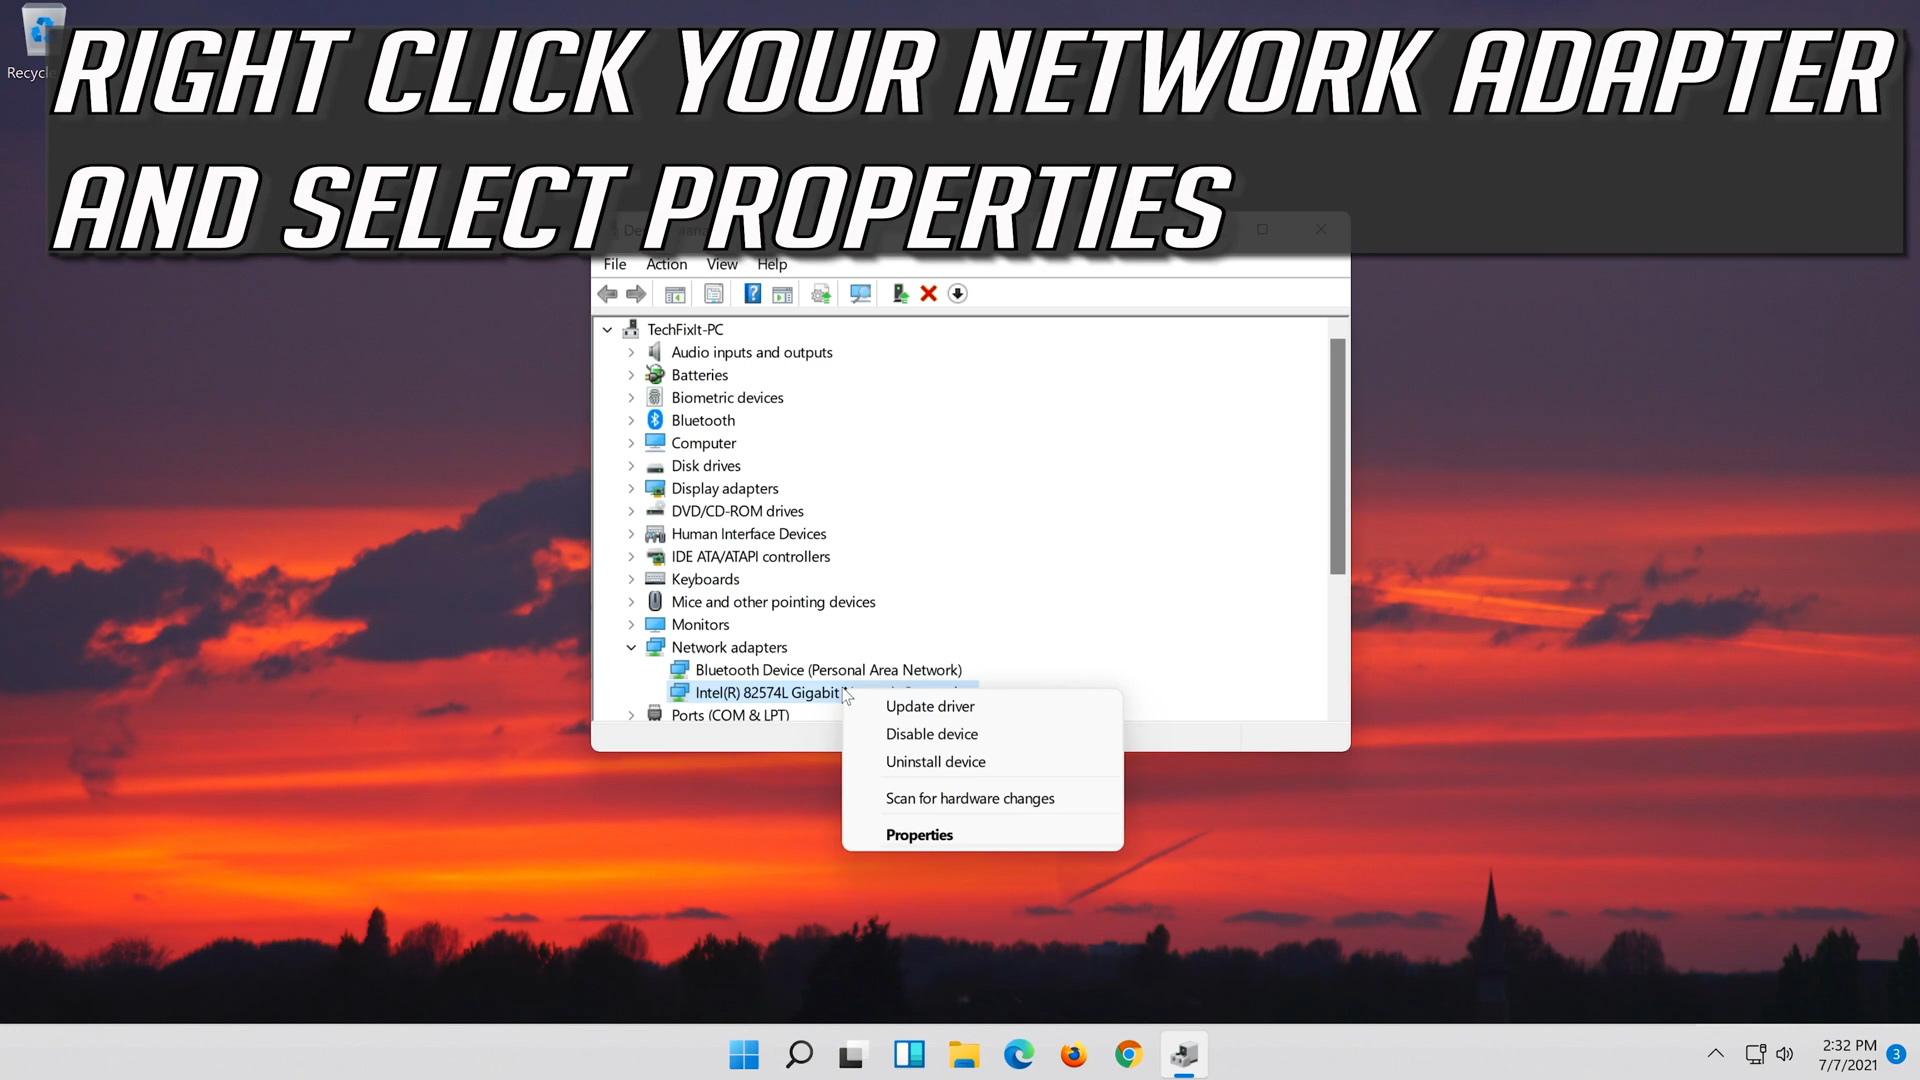 RIGHT CLICK YOUR NETWORK ADAPTER
AND SELECT PROPERTIES
File Action View Help
TechFixIt-PC
Audio inputs and outputs
Batteries
Biometric devices
Bluetooth
Computer
Disk drives
Display adapters
DVD/CD-ROM drives
Human Interface Devices
IDE ATA/ATAPI controllers
Keyboards
Mice and other pointing devices
Monitors
Network adapters
Bluetooth Device (Personal Area Network)
Intel(R) 82574L Gigabit
Ports (COM & LPT)
Update driver
Disable device
Uninstall device
Scan for hardware changes
Properties
2:32 PM
7/7/2021
3